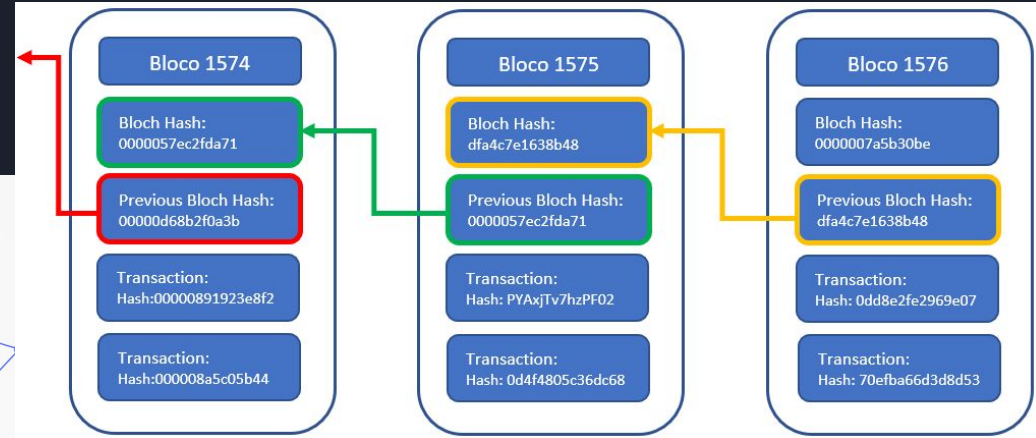 Bloco 1574
Bloch Hash:
0000057ec2fda71
Previous Bloch Hash:
00000d68b2f0a3b
Transaction:
Hash:00000891923e8f2
Transaction:
Hash:000008a5c05b44
Bloco 1575
Bloch Hash:
dfa4c7e1638b48
Previous Bloch Hash:
0000057ec2fda71
Transaction:
Hash: PYAxjTv7hzPF02
Transaction:
Hash: 0d4f4805c36dc68
Bloco 1576
Bloch Hash:
0000007a5b30be
Previous Bloch Hash:
dfa4c7e1638b48
Transaction:
Hash: 0dd8e2fe2969e07
Transaction:
Hash: 70efba66d3d8d53